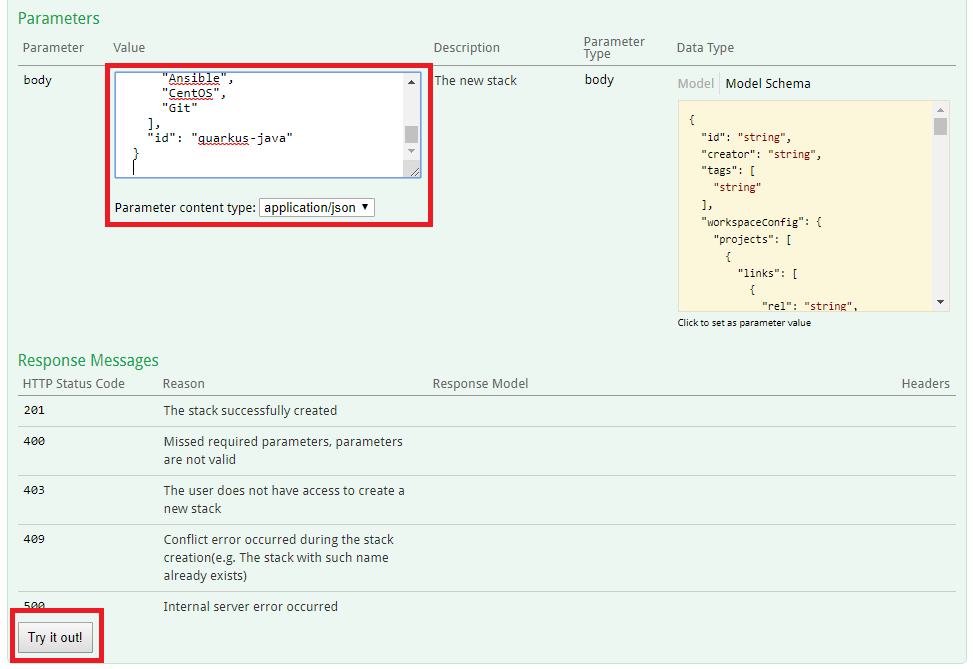 Parameters
Parameter Value Description Parameter Type Data Type
body
"Ansible",
"CentOS",
"Git"
],
"id": "quarkus-java"
}
Parameter content type: application/json
The new stack
body
Model Model Schema
{
"id": "string",
"creator": "string",
"tags": [
"string"
],
"workspaceConfig": {
"projects": [
{
"links": [
{
"rel": "string",
Click to set as parameter value
Response Messages
HTTP Status Code Reason Response Model Headers
201 The stack successfully created
400 Missed required parameters, parameters
are not valid
403 The user does not have access to create a
new stack
409 Conflict error occurred during the stack
creation(e.g. The stack with such name
already exists)
500 Internal server error occurred
Try it out!